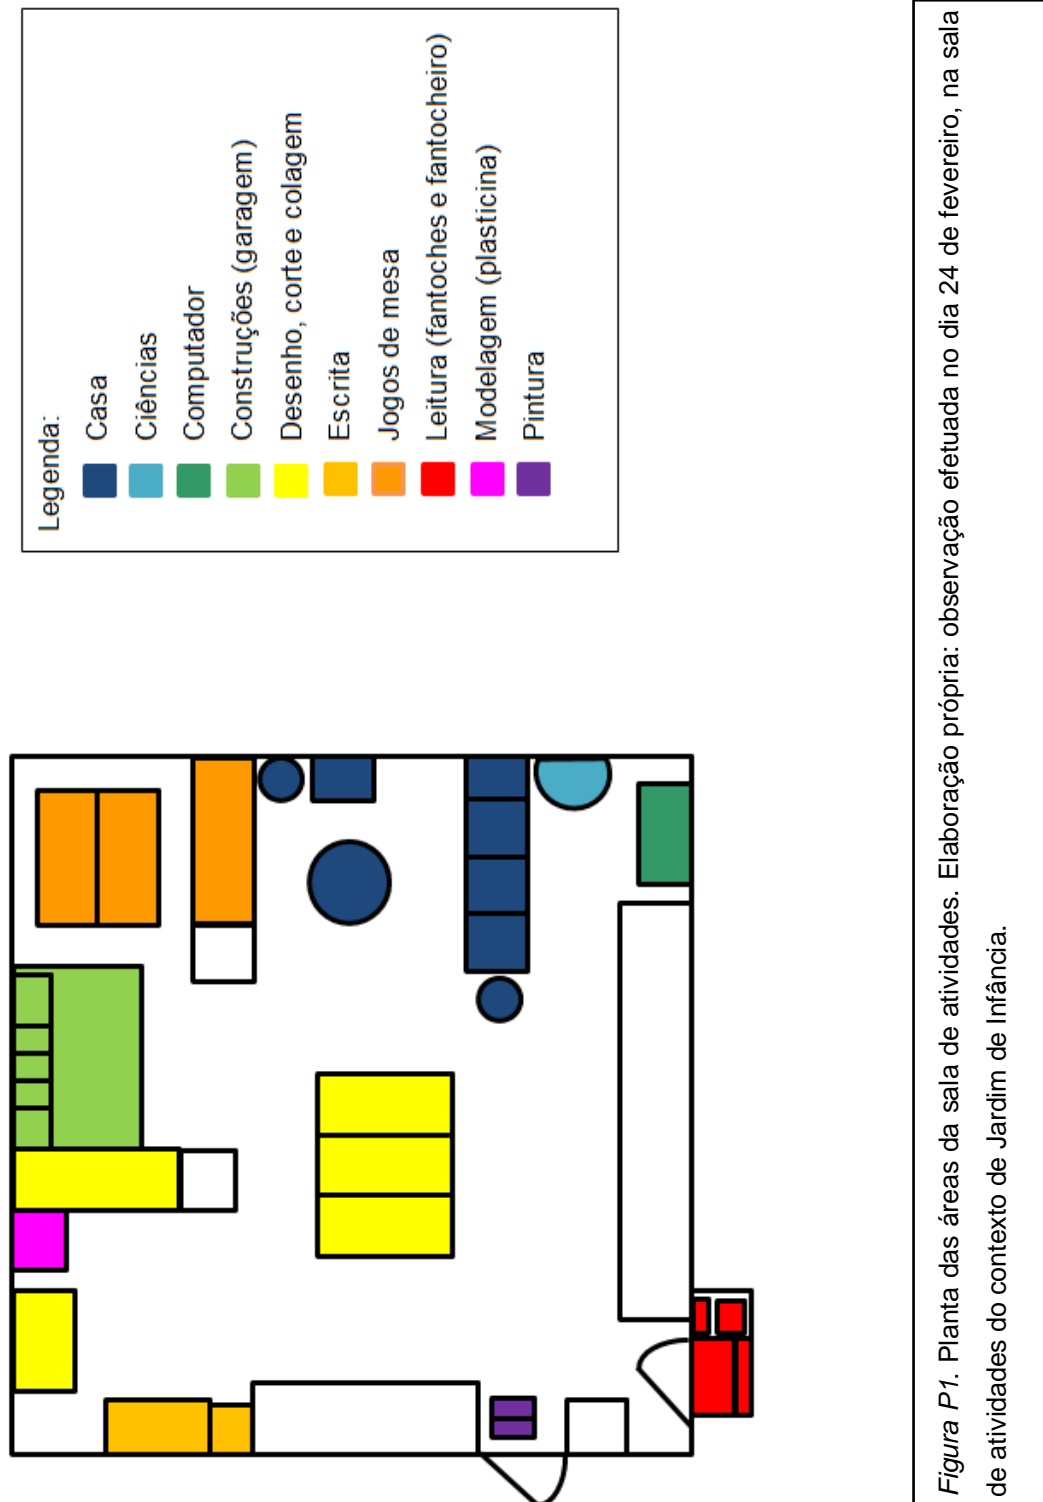 Legenda:
Casa
Ciências
Computador
Construções (garagem)
Desenho, corte e colagem
Escrita
Jogos de mesa
Leitura (fantoches e fantocheiro)
Modelagem (plasticina)
Pintura
Figura P1. Planta das áreas da sala de atividades. Elaboração própria: observação efetuada no dia 24 de fevereiro, na sala
de atividades do contexto de Jardim de Infância.